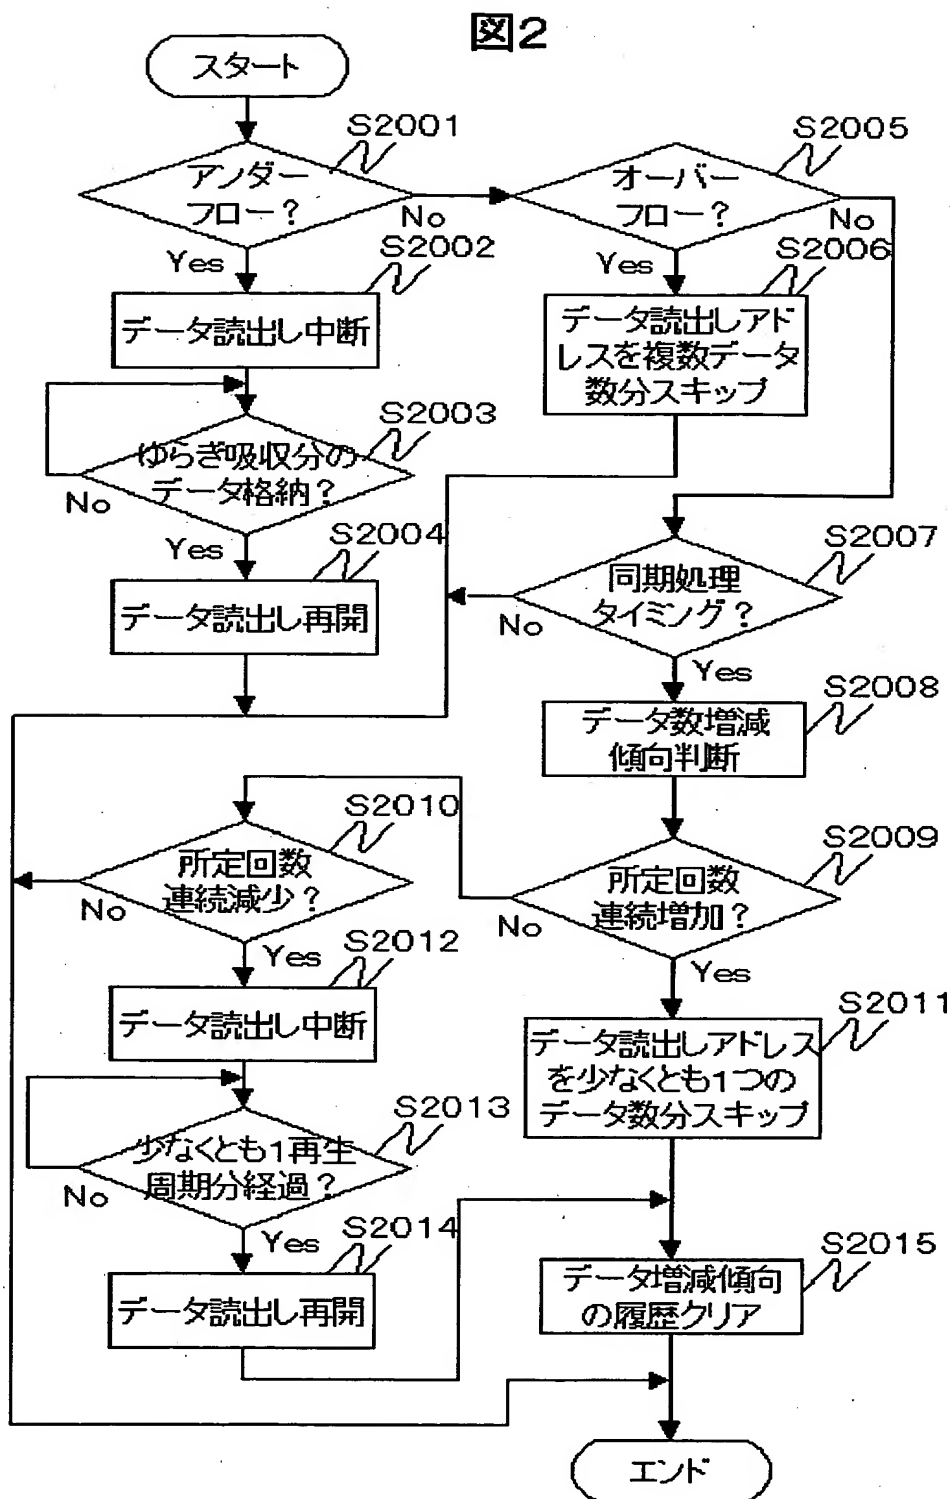 図2
スタート
S2001
アンダー
フロー?
No
Yes
S2005
オーバー
フロー?
No
Yes
S2002
データ読出し中断
S2006
データ読出しアド
レスを複数データ
数分スキップ
S2003
ゆらぎ吸収分の
データ格納?
No
Yes
S2004
データ読出し再開
S2007
同期処理
タイミング?
No
Yes
S2008
データ数増減
傾向判断
S2010
所定回数
連続減少?
No
Yes
S2009
所定回数
連続増加?
No
Yes
S2012
データ読出し中断
S2011
データ読出しアドレス
を少なくとも1つの
データ数分スキップ
S2013
少なくとも1再生
周期分経過?
No
Yes
S2014
データ読出し再開
S2015
データ増減傾向
の履歴クリア
エンド